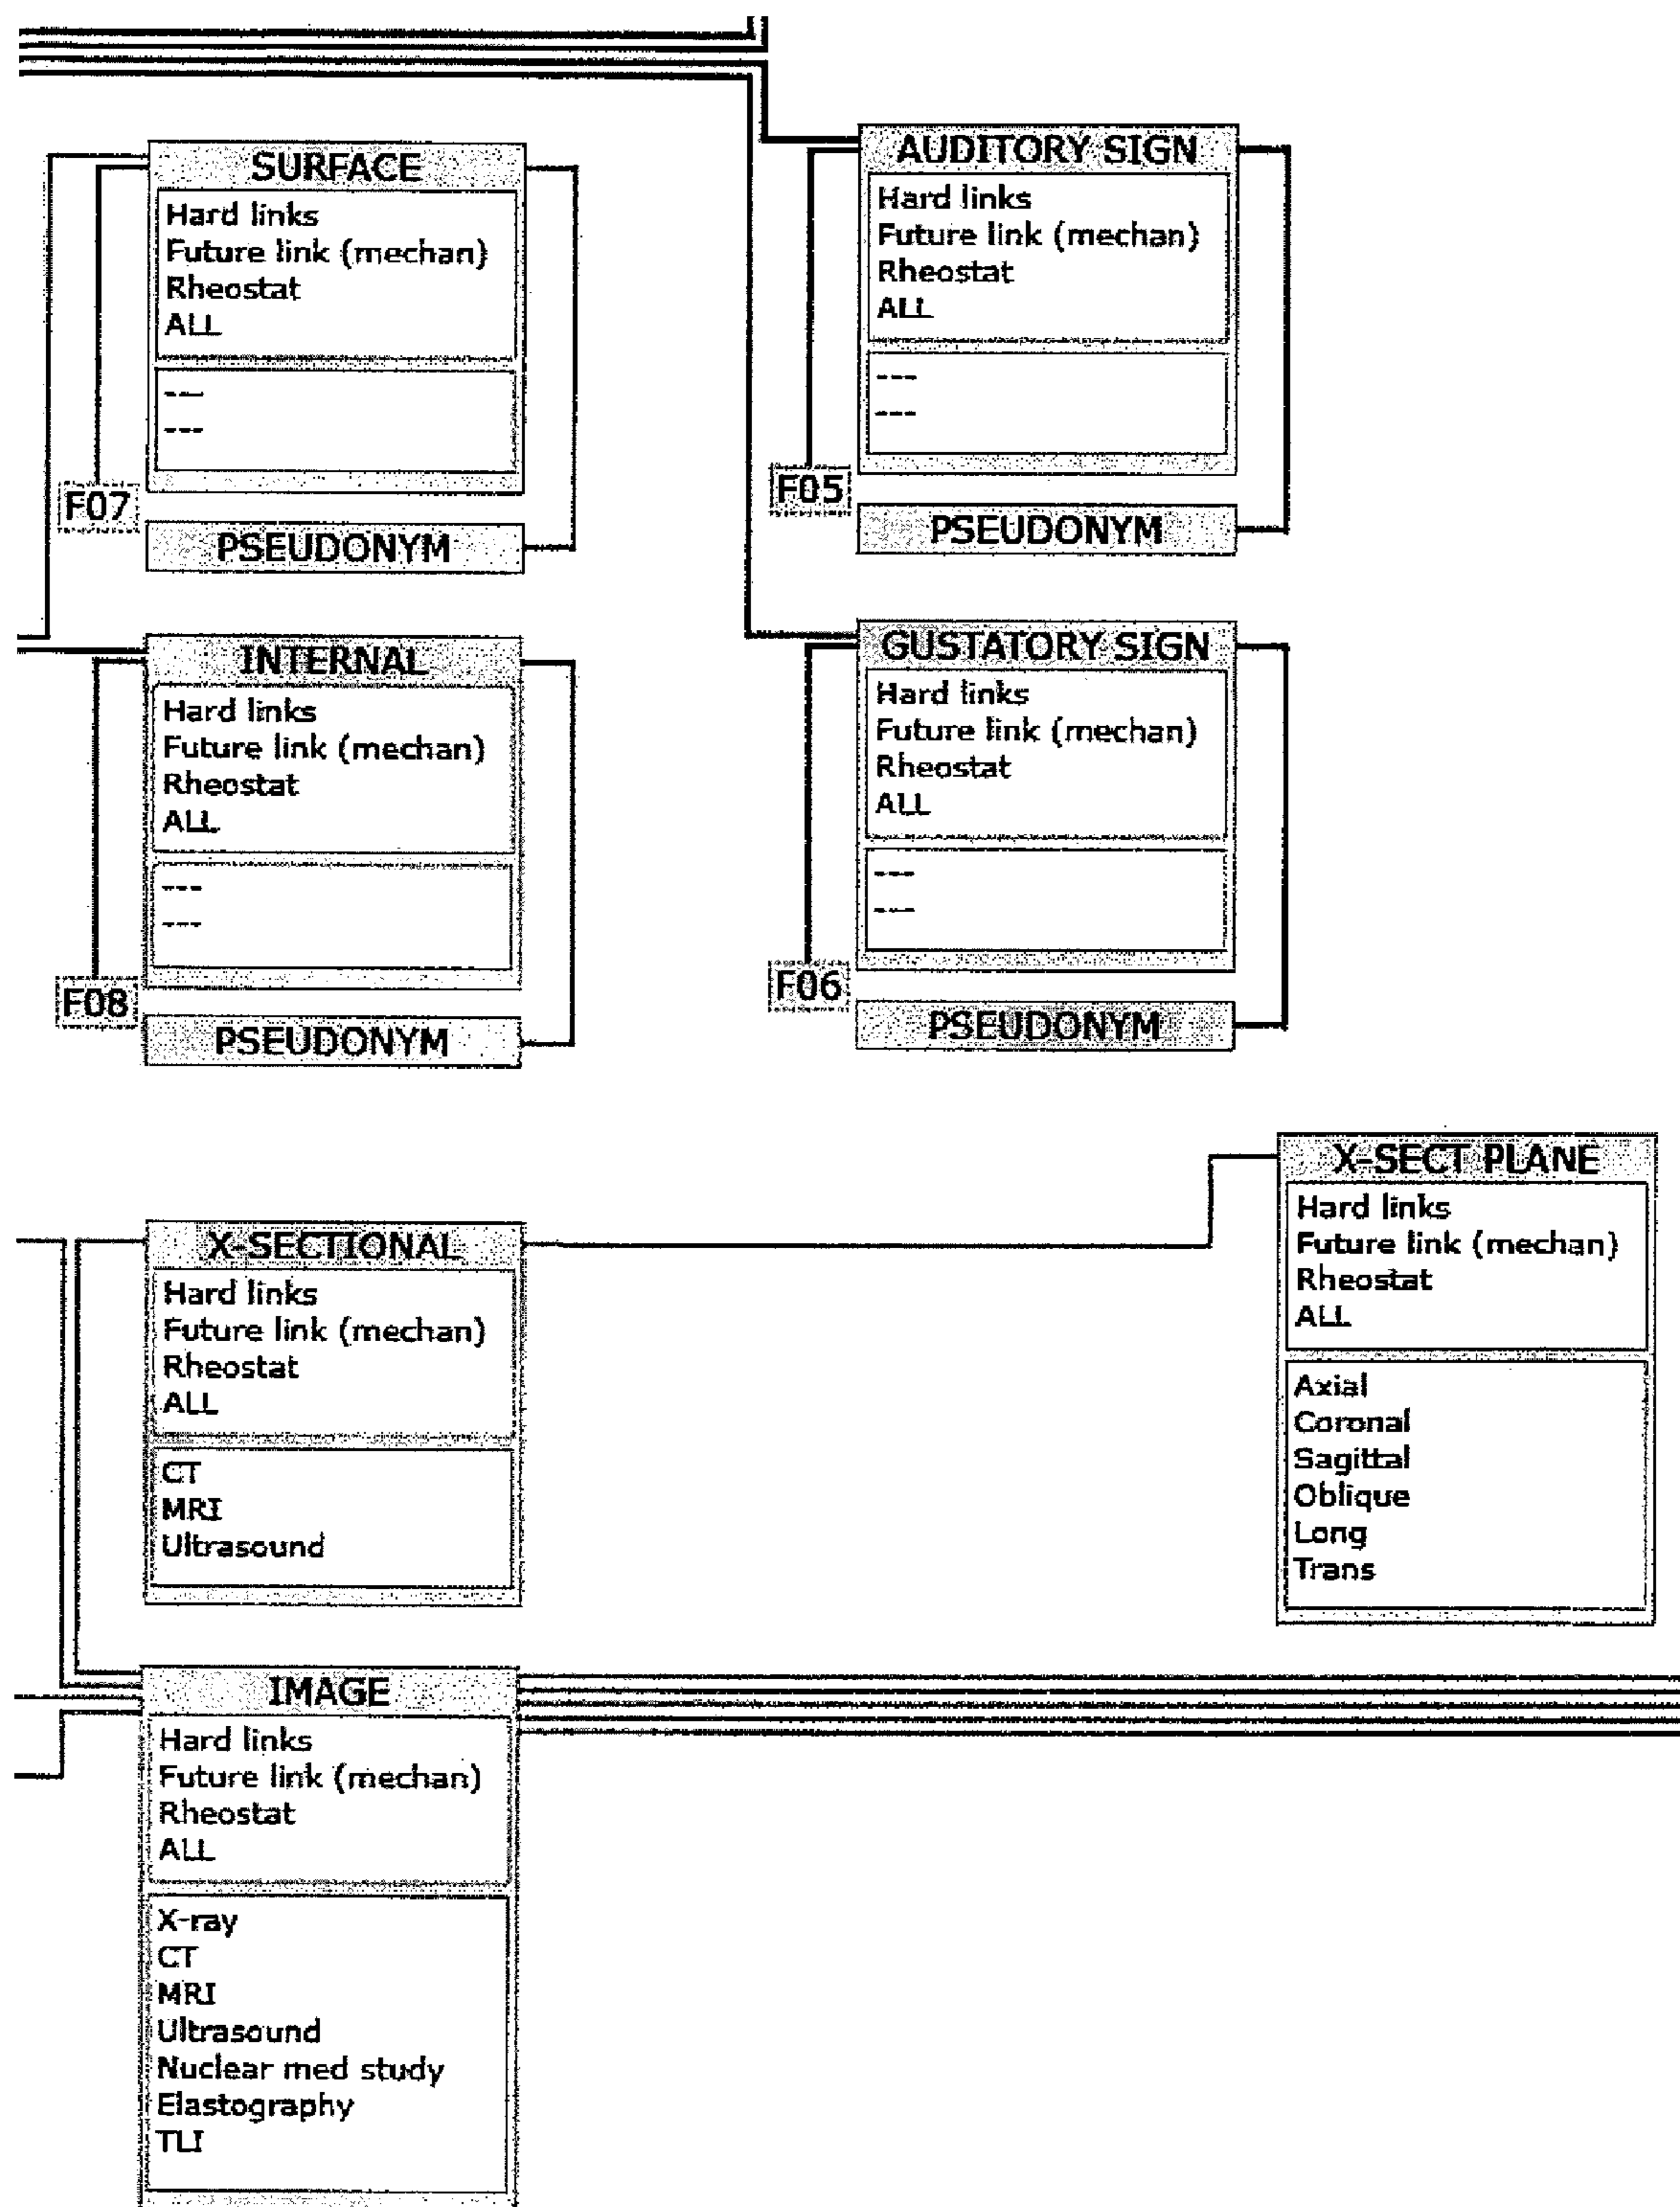 SURFACE
Hard links
Future link (mechan)
Rheostat
ALL
---
---
F07
PSEUDONYM
AUDITORY SIGN
Hard links
Future link (mechan)
Rheostat
ALL
---
---
F05
PSEUDONYM
INTERNAL
Hard links
Future link (mechan)
Rheostat
ALL
---
---
F08
PSEUDONYM
GUSTATORY SIGN
Hard links
Future link (mechan)
Rheostat
ALL
---
---
F06
PSEUDONYM
X-SECT PLANE
Hard links
Future link (mechan)
Rheostat
ALL
Axial
Coronal
Sagittal
Oblique
Long
Trans
X-SECTIONAL
Hard links
Future link (mechan)
Rheostat
ALL
CT
MRI
Ultrasound
IMAGE
Hard links
Future link (mechan)
Rheostat
ALL
X-ray
CT
MRI
Ultrasound
Nuclear med study
Elastography
TLI